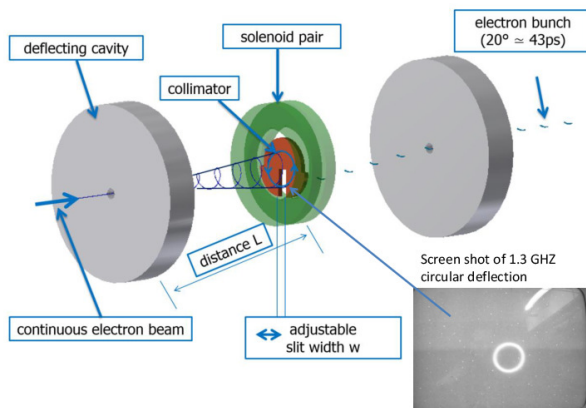 deflecting cavity
solenoid pair
electron bunch
(20° ≃ 43ps)
collimator
distance L
continuous electron beam
adjustable
slit width w
Screen shot of 1.3 GHZ
circular deflection